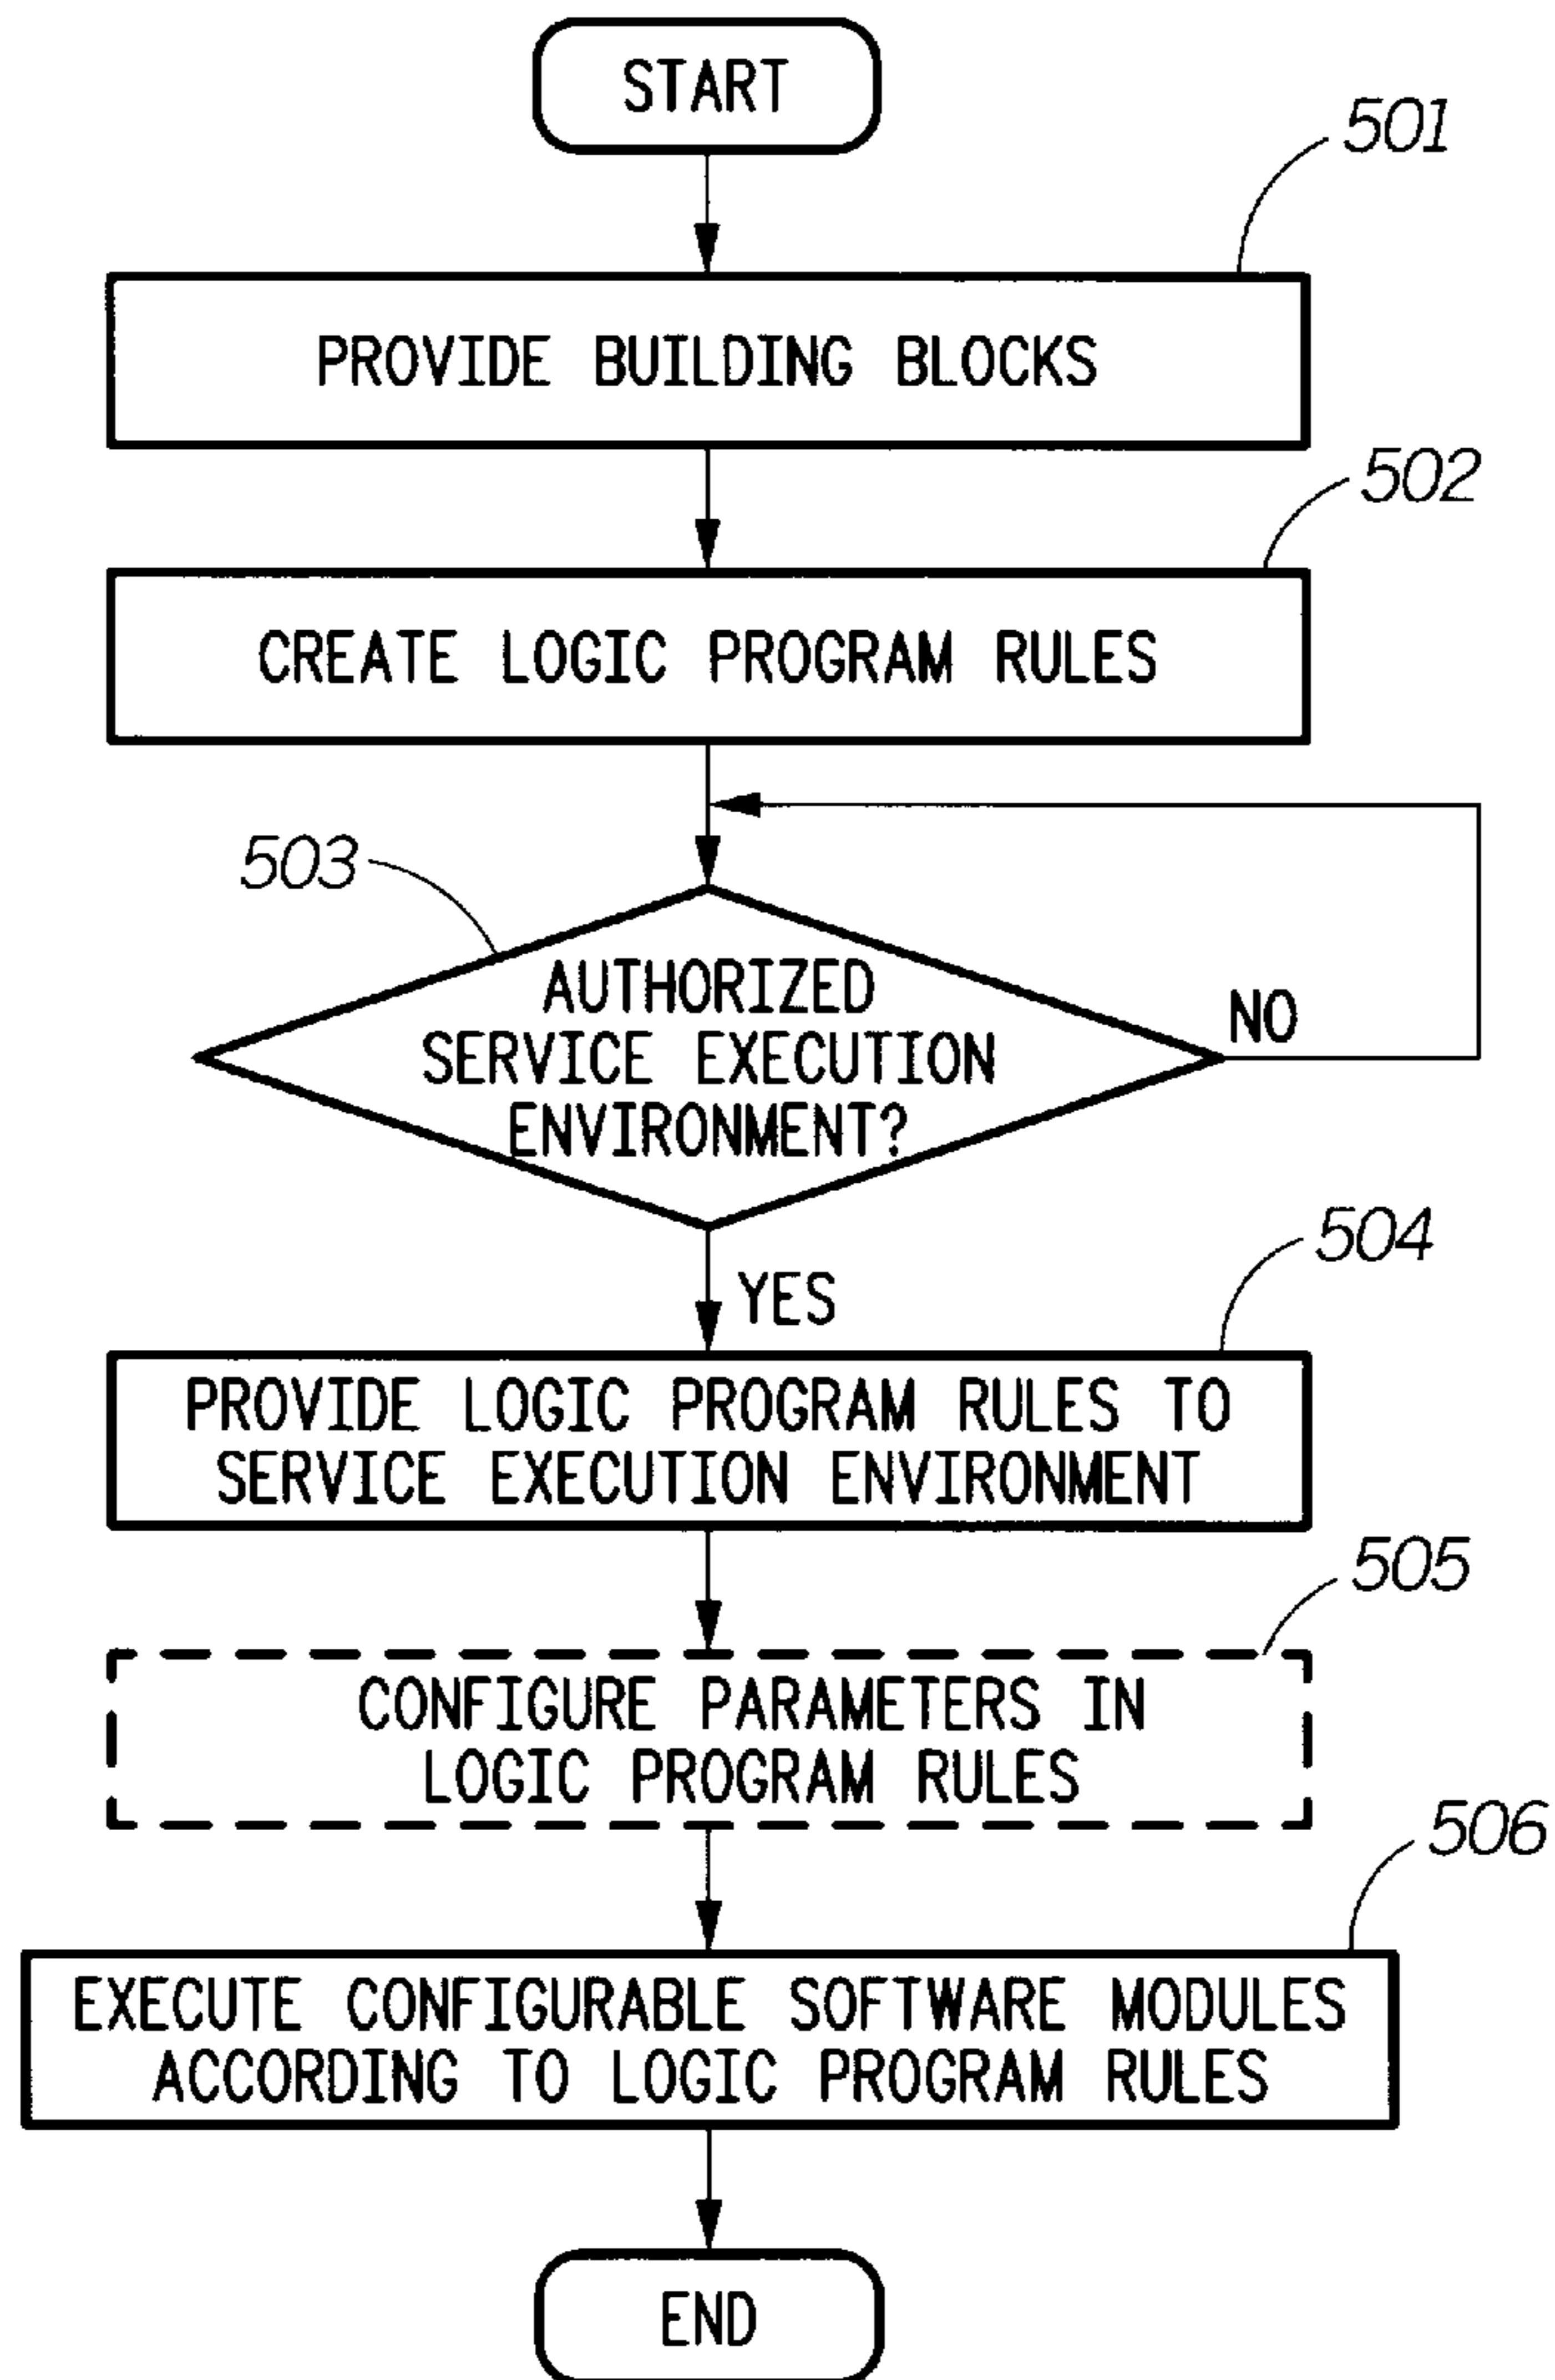 START
501
PROVIDE BUILDING BLOCKS
502
CREATE LOGIC PROGRAM RULES
503
AUTHORIZED
SERVICE EXECUTION
ENVIRONMENT?
NO
YES
504
PROVIDE LOGIC PROGRAM RULES TO
SERVICE EXECUTION ENVIRONMENT
505
CONFIGURE PARAMETERS IN
LOGIC PROGRAM RULES
506
EXECUTE CONFIGURABLE SOFTWARE MODULES
ACCORDING TO LOGIC PROGRAM RULES
END